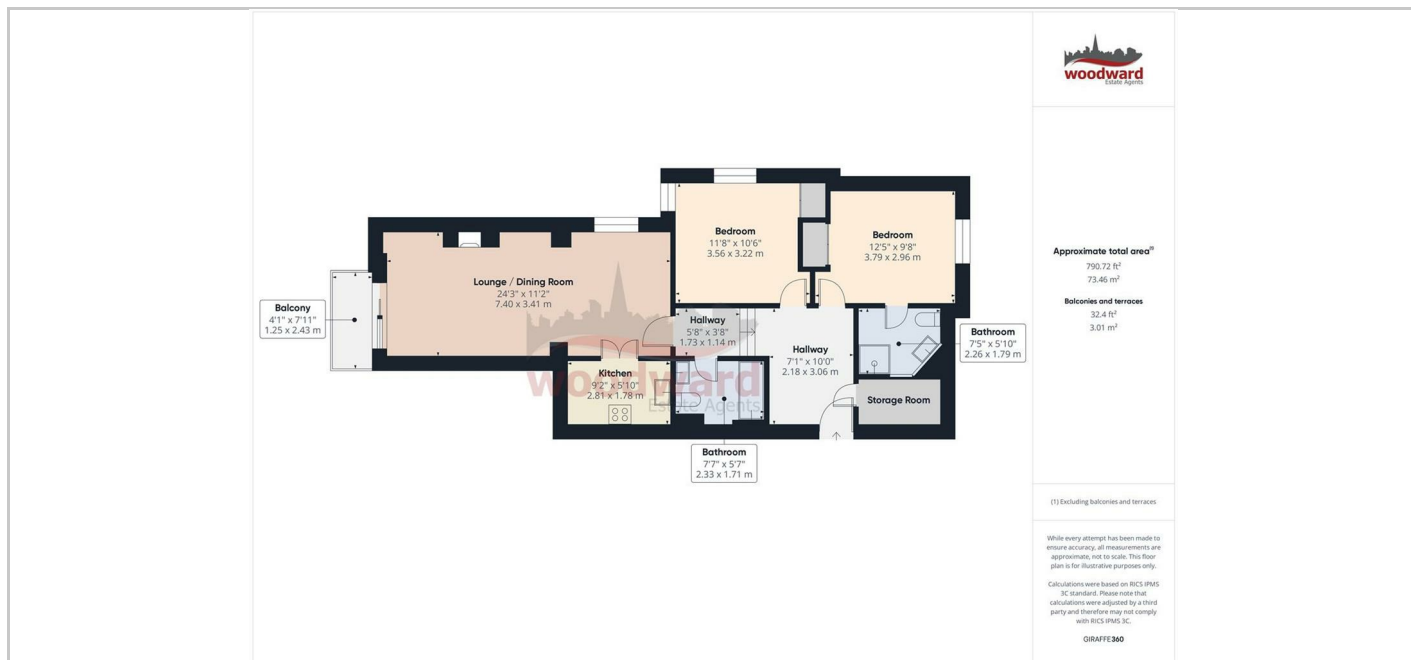 woodward
Estate Agents
Bedroom
11'8" x 10'6"
3.56 x 3.22 m
Bedroom
12'5" x 9'8"
3.79 x 2.96 m
Lounge / Dining Room
24'3" x 11'2"
7.40 x 3.41 m
Balcony
4'1" x 7'11"
1.25 x 2.43 m
Hallway
5'8" x 3'8"
1.73 x 1.14 m
Hallway
7'1" x 10'0"
2.18 x 3.06 m
Bathroom
7'5" x 5'10"
2.26 x 1.79 m
Kitchen
9'2" x 5'10"
2.81 x 1.78 m
Storage Room
woodward
Estate Agents
Bathroom
7'7" x 5'7"
2.33 x 1.71 m
Approximate total area⁽¹⁾
790.72 ft²
73.46 m²
Balconies and terraces
32.4 ft²
3.01 m²
(1) Excluding balconies and terraces
While every attempt has been made to
ensure accuracy, all measurements are
approximate, not to scale. This floor
plan is for illustrative purposes only.
Calculations were based on RICS IPMS
3C standard. Please note that
calculations were adjusted by a third
party and therefore may not comply
with RICS IPMS 3C.
GIRAFFE360